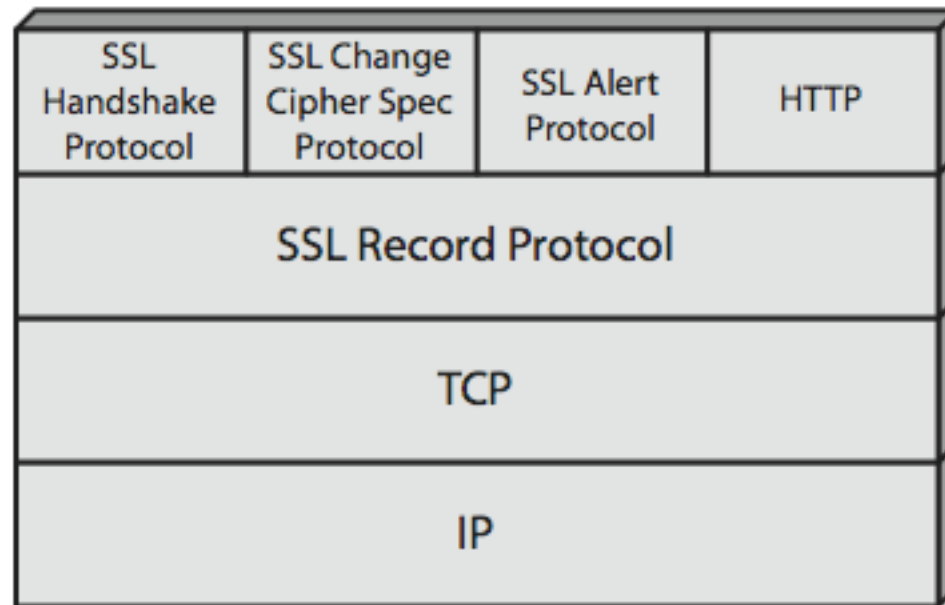 SSL
Handshake
Protocol
SSL Change
Cipher Spec
Protocol
SSL Alert
Protocol
HTTP
SSL Record Protocol
TCP
IP